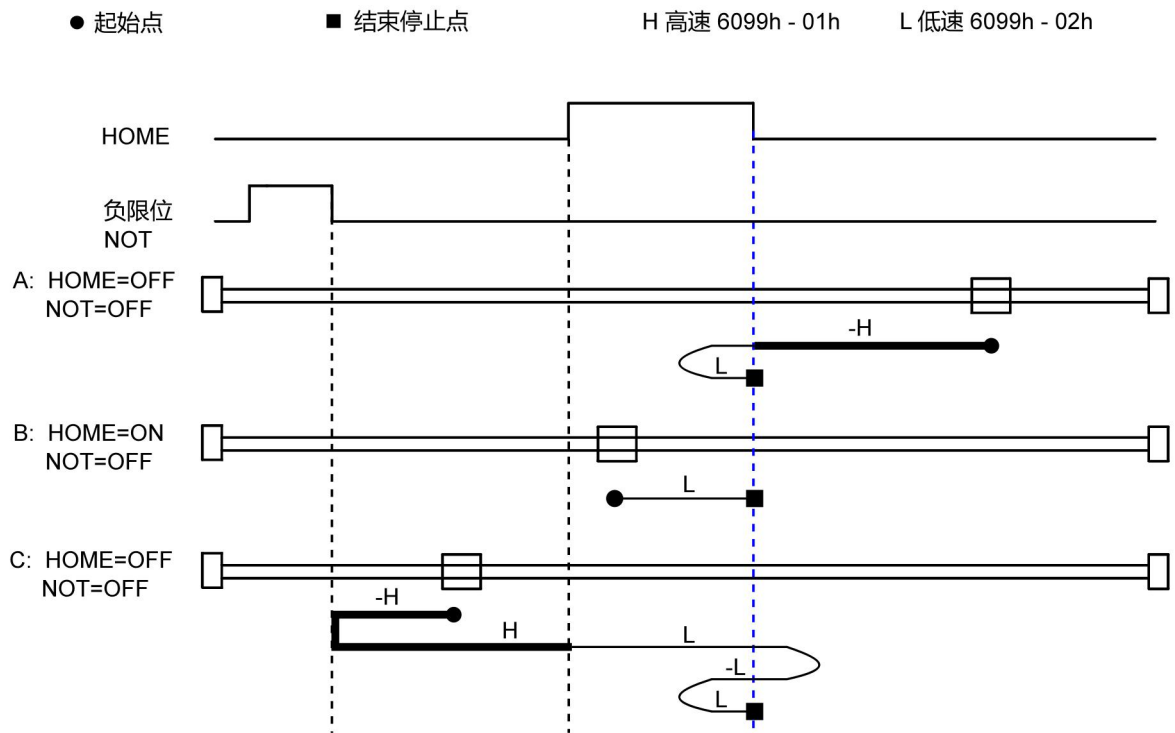 起始点
结束停止点
H 高速 6099h - 01h
L 低速 6099h - 02h
HOME
负限位
NOT
A: HOME=OFF
NOT=OFF
-H
L
B: HOME=ON
NOT=OFF
L
C: HOME=OFF
NOT=OFF
-H
H
L
-L
L